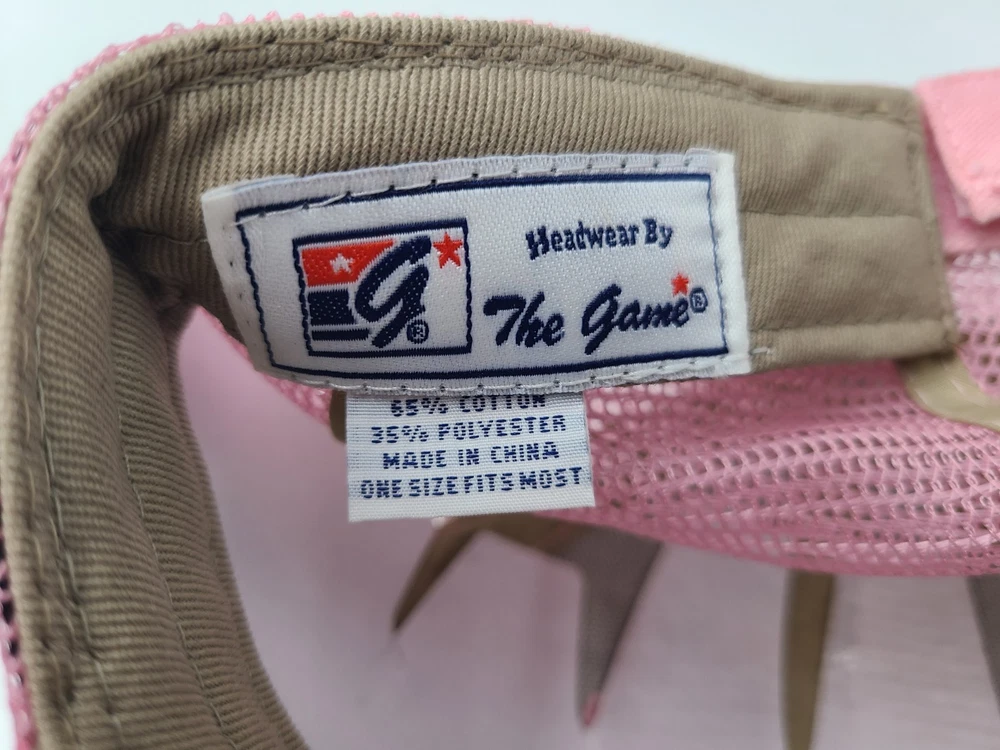 G®
Headwear By
The Game®
65% COTTON
35% POLYESTER
MADE IN CHINA
ONE SIZE FITS MOST